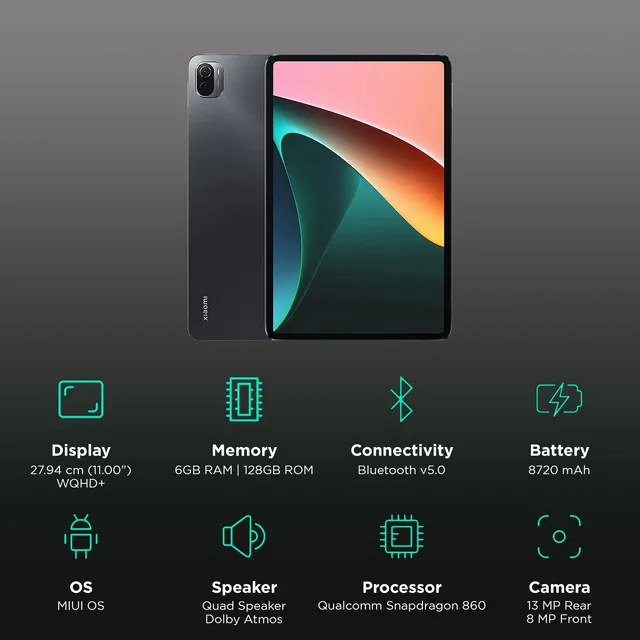 xiaomi
Display
27.94 cm (11.00")
WQHD+
Memory
6GB RAM | 128GB ROM
Connectivity
Bluetooth v5.0
Battery
8720 mAh
OS
MIUI OS
Speaker
Quad Speaker
Dolby Atmos
Processor
Qualcomm Snapdragon 860
Camera
13 MP Rear
8 MP Front